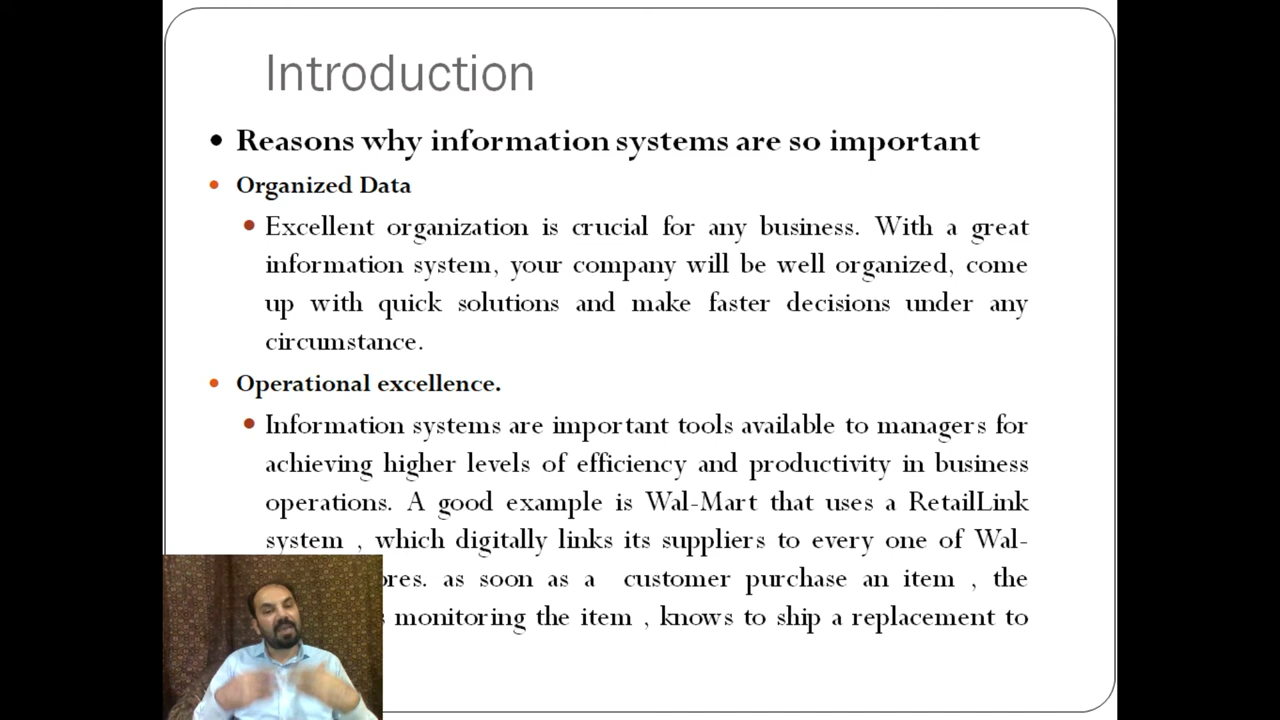 Introduction
• Reasons why information systems are so important
• Organized Data
• Excellent organization is crucial for any business. With a great
information system, your company will be well organized, come
up with quick solutions and make faster decisions under any
circumstance.
• Operational excellence.
• Information systems are important tools available to managers for
achieving higher levels of efficiency and productivity in business
operations. A good example is Wal-Mart that uses a RetailLink
system , which digitally links its suppliers to every one of Wal-
as soon as a customer purchase an item , the
monitoring the item , knows to ship a replacement to